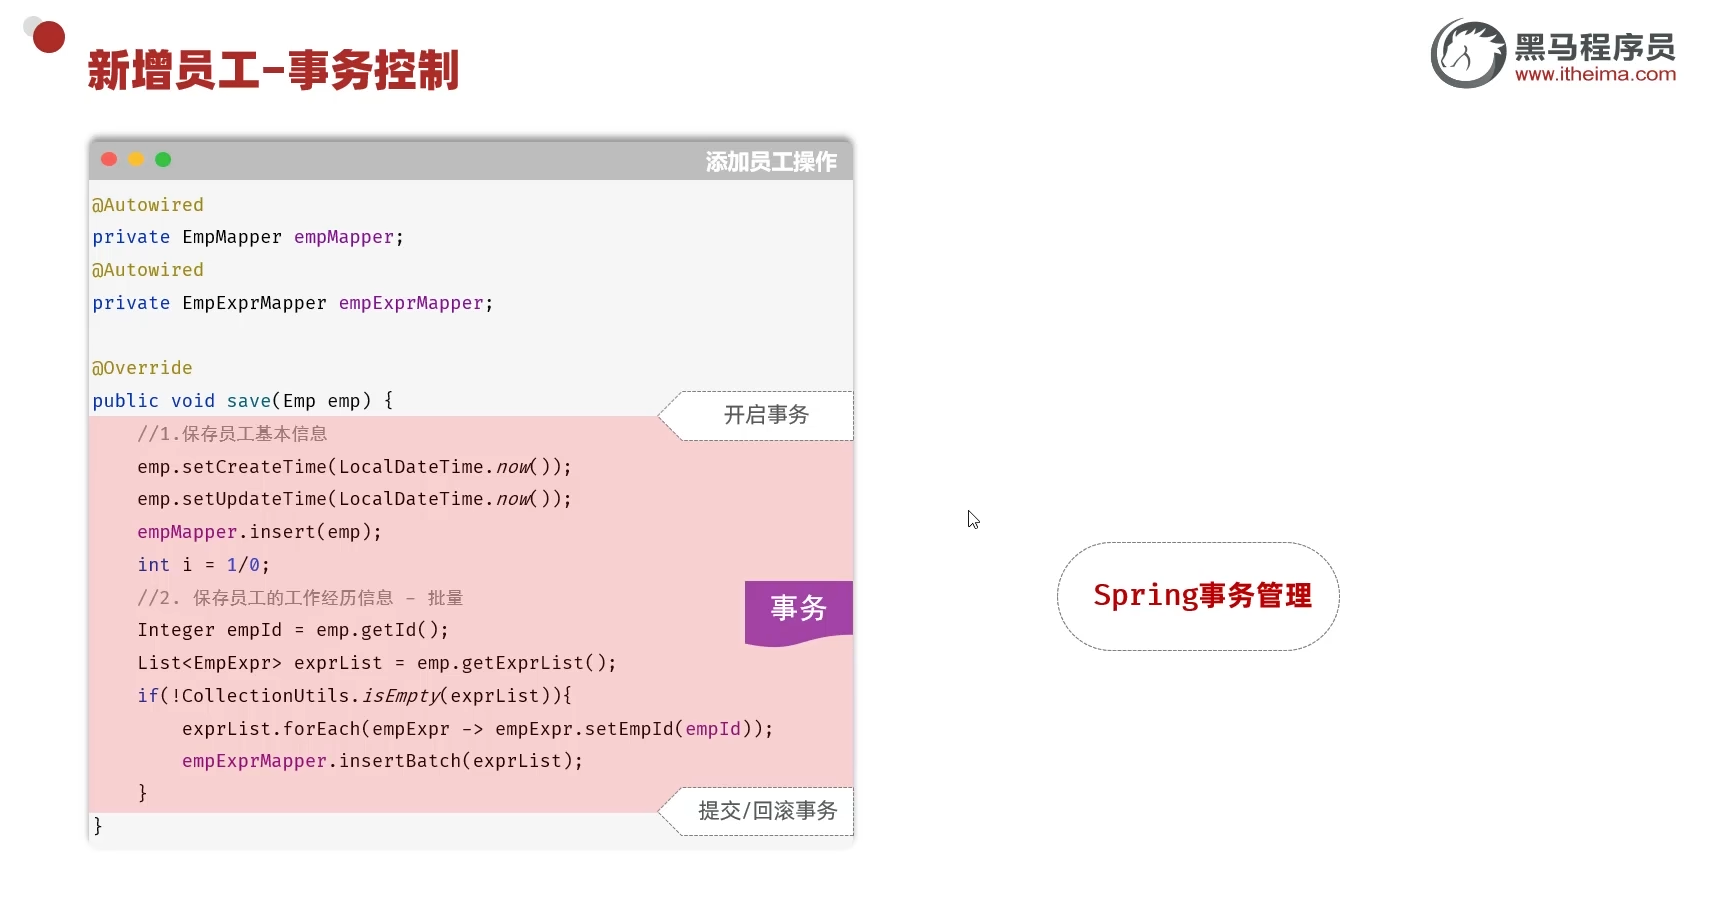 新增员工-事务控制
黑马程序员
www.itheima.com
添加员工操作
@Autowired
private EmpMapper empMapper;
@Autowired
private EmpExprMapper empExprMapper;
@Override
public void save(Emp emp) {
开启事务
//1.保存员工基本信息
emp.setCreateTime(LocalDateTime.now());
emp.setUpdateTime(LocalDateTime.now());
empMapper.insert(emp);
int i = 1/0;
//2. 保存员工的工作经历信息 - 批量
事务
Integer empId = emp.getId();
List<EmpExpr> exprList = emp.getExprList();
if(!CollectionUtils.isEmpty(exprList)){
exprList.forEach(empExpr -> empExpr.setEmpId(empId));
empExprMapper.insertBatch(exprList);
}
提交/回滚事务
}
Spring事务管理